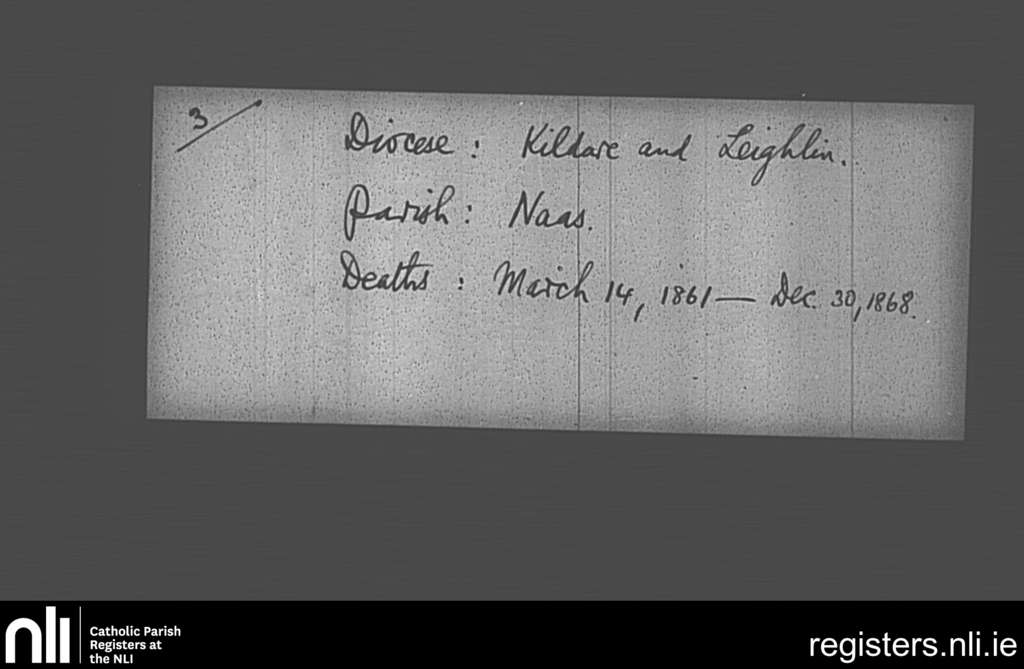 3/
Diocese : Kildare and Leighlin.
Parish : Naas.
Deaths : March 14, 1861 — Dec. 30, 1868.
nli
Catholic Parish
Registers at
the NLI
registers.nli.ie